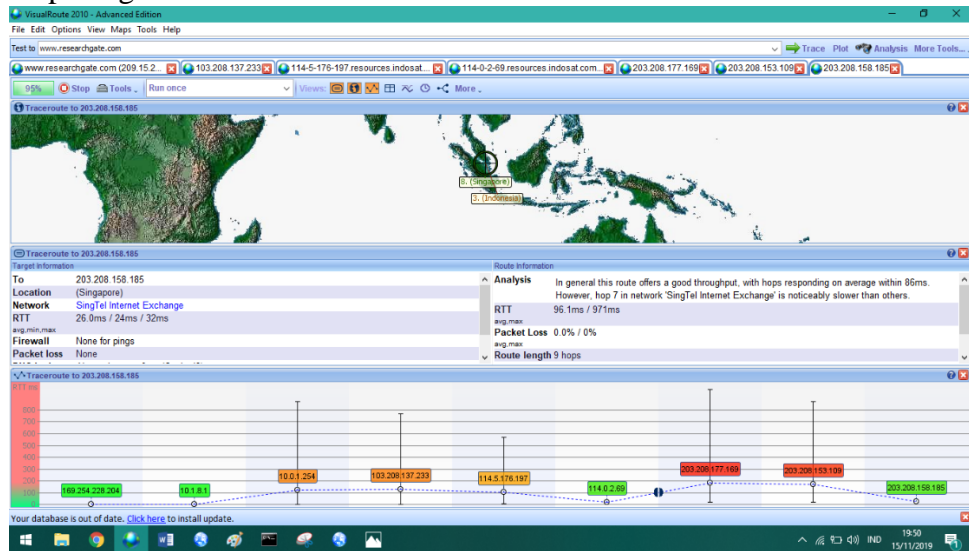 VisualRoute 2010 - Advanced Edition
File Edit Options View Maps Tools Help
Test to www.researchgate.com Trace Plot Analysis More Tools...
www.researchgate.com (209.15.2... 103.208.137.233 114-5-176-197.resources.indosat.... 114-0-2-69.resources.indosat.com... 203.208.177.169 203.208.153.109 203.208.158.185
95% Stop Tools Run once Views: More
Traceroute to 203.208.158.185
8. (Singapore)
3. (Indonesia)
Traceroute to 203.208.158.185
Target Information
To 203.208.158.185
Location (Singapore)
Network SingTel Internet Exchange
RTT 26.0ms / 24ms / 32ms
avg,min,max
Firewall None for pings
Packet loss None
Route Information
Analysis In general this route offers a good throughput, with hops responding on average within 86ms.
However, hop 7 in network 'SingTel Internet Exchange' is noticeably slower than others.
RTT 96.1ms / 971ms
avg,max
Packet Loss 0.0% / 0%
avg,max
Route length 9 hops
Traceroute to 203.208.158.185
RTT ms
900
700
600
500
400
300
200
100
0
169.254.228.204
10.1.8.1
10.0.1.254
103.208.137.233
114.5.176.197
114.0.2.69
203.208.177.169
203.208.153.109
203.208.158.185
Your database is out of date. Click here to install update.
IND
19:50
15/11/2019